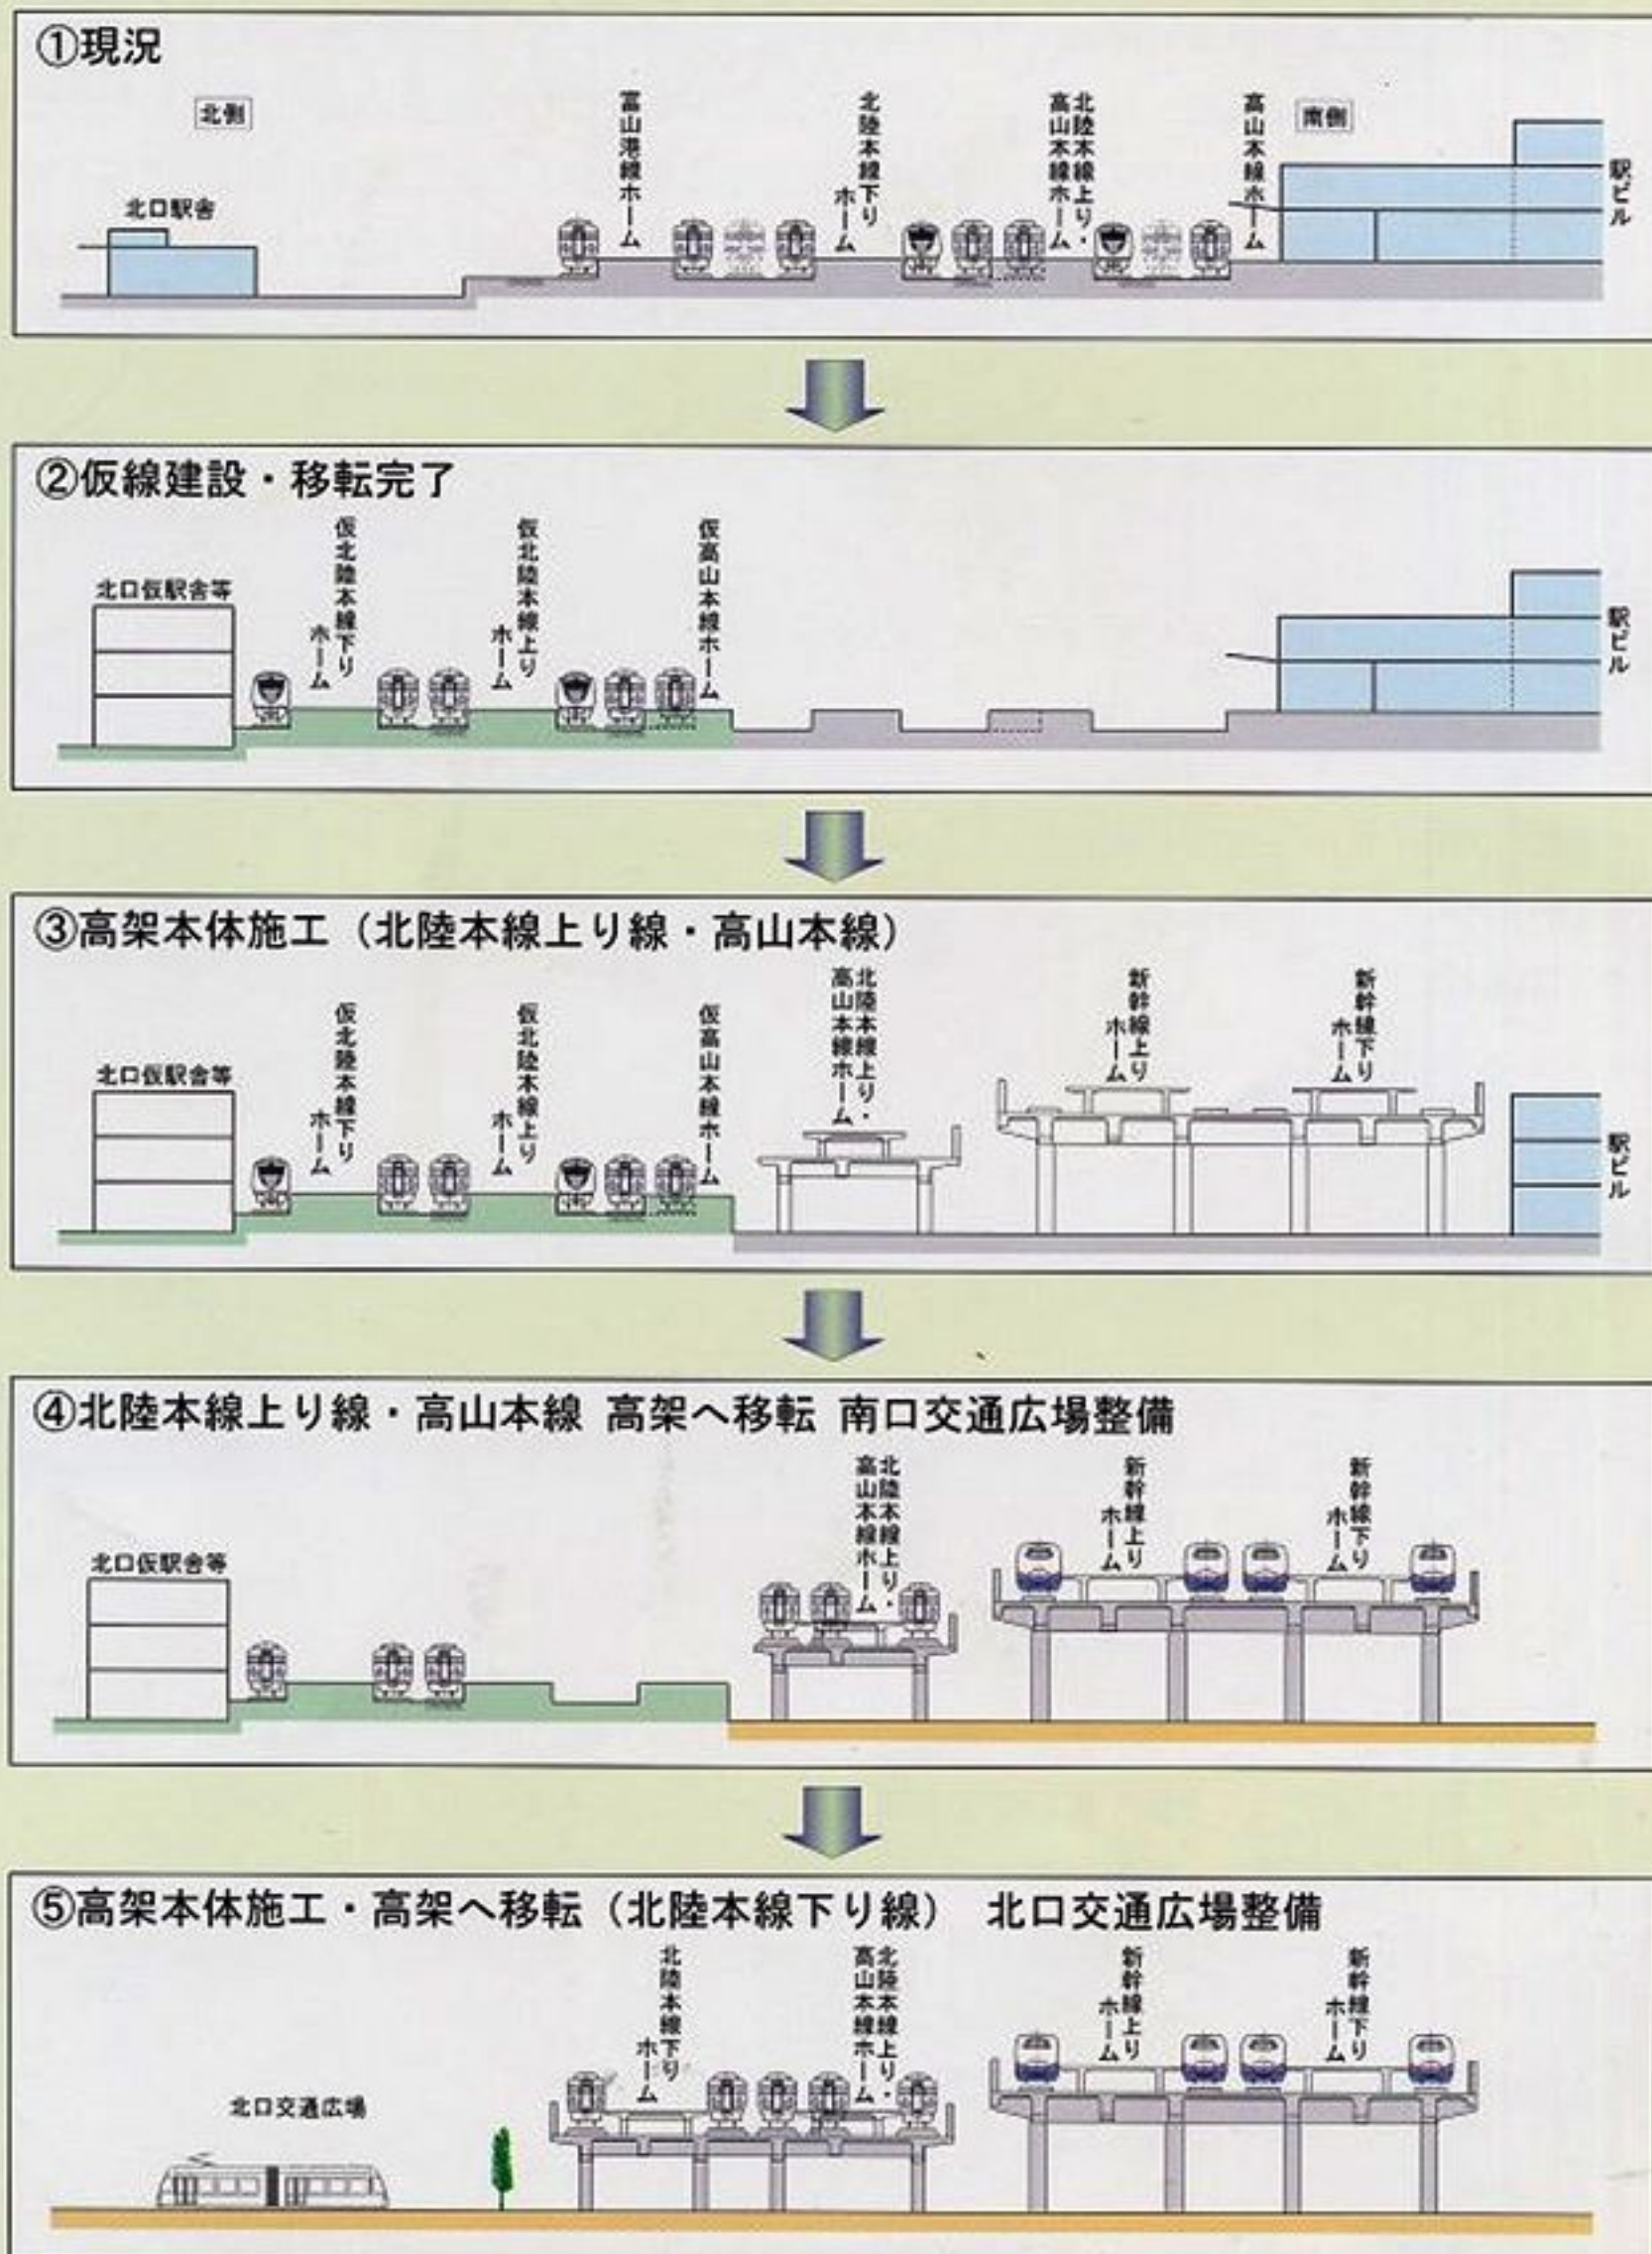 ①現況
北側
北口駅舎
富山港線ホーム
北陸本線下り
ホーム
北陸本線上り・
高山本線ホーム
高山本線ホーム
南側
駅ビル
②仮線建設・移転完了
北口仮駅舎等
仮北陸本線下り
ホーム
仮北陸本線上り
ホーム
仮高山本線ホーム
駅ビル
③高架本体施工（北陸本線上り線・高山本線）
北口仮駅舎等
仮北陸本線下り
ホーム
仮北陸本線上り
ホーム
仮高山本線ホーム
北陸本線上り・
高山本線ホーム
新幹線上り
ホーム
新幹線下り
ホーム
駅ビル
④北陸本線上り線・高山本線 高架へ移転 南口交通広場整備
北口仮駅舎等
北陸本線上り・
高山本線ホーム
新幹線上り
ホーム
新幹線下り
ホーム
⑤高架本体施工・高架へ移転（北陸本線下り線） 北口交通広場整備
北口交通広場
北陸本線下り
ホーム
北陸本線上り・
高山本線ホーム
新幹線上り
ホーム
新幹線下り
ホーム